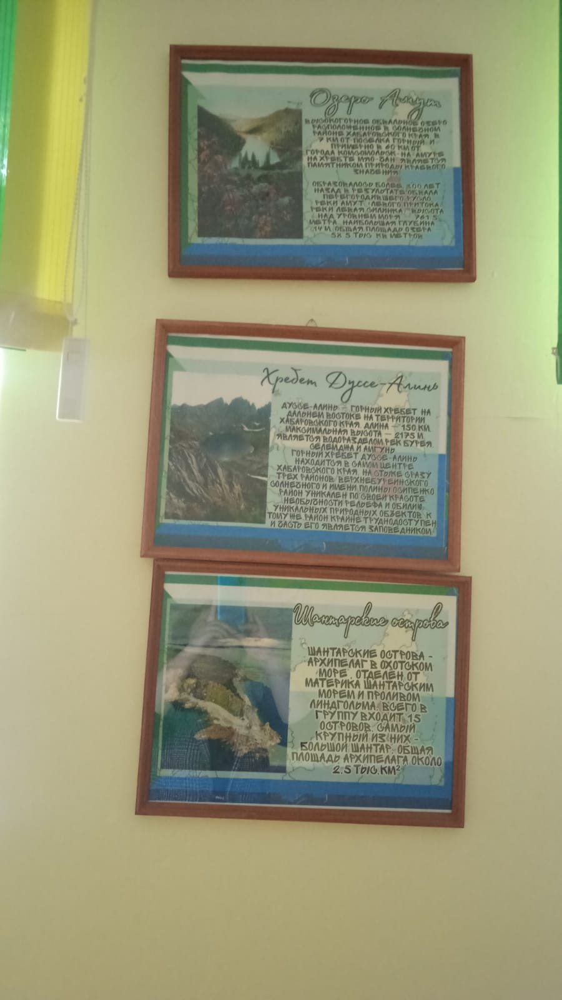 Озеро Амут
ВЫСОКОГОРНОЕ ОБВАЛЬНОЕ ОЗЕРО
РАСПОЛОЖЕННОЕ В СОЛНЕЧНОМ
РАЙОНЕ ХАБАРОВСКОГО КРАЯ, В
7 КМ ОТ ПОСЕЛКА ГОРНЫЙ И
ПРИМЕРНО В 60 КМ ОТ
ГОРОДА КОМСОМОЛЬСК-НА-АМУРЕ
НА ХРЕБТЕ МЯО-ЧАН. ЯВЛЯЕТСЯ
ПАМЯТНИКОМ ПРИРОДЫ КРАЕВОГО
ЗНАЧЕНИЯ.
ОБРАЗОВАЛОСЬ БОЛЕЕ 300 ЛЕТ
НАЗАД В РЕЗУЛЬТАТЕ ОБВАЛА
ПЕРЕГОРОДИВШЕГО РУСЛО
РЕКИ АМУТ (ЛЕВОГО ПРИТОКА
РЕКИ ЛЕВАЯ СИЛИНКА. ВЫСОТА
НАД УРОВНЕМ МОРЯ — 761,5
МЕТРА. НАИБОЛЬШАЯ ГЛУБИНА
14 М. ОБЩАЯ ПЛОЩАДЬ ОЗЕРА
58,5 ТЫС. КВ МЕТРОВ
Хребет Дуссе-Алинь
ДУССЕ-АЛИНЬ — ГОРНЫЙ ХРЕБЕТ НА
ДАЛЬНЕМ ВОСТОКЕ НА ТЕРРИТОРИИ
ХАБАРОВСКОГО КРАЯ. ДЛИНА — 150 КМ,
МАКСИМАЛЬНАЯ ВЫСОТА — 2175 М.
ЯВЛЯЕТСЯ ВОДОРАЗДЕЛОМ РЕК БУРЕЯ,
СЕЛЕМДЖА И АМГУНЬ
ГОРНЫЙ ХРЕБЕТ ДУССЕ-АЛИНЬ
НАХОДИТСЯ В САМОМ ЦЕНТРЕ
ХАБАРОВСКОГО КРАЯ, НА СТЫКЕ СРАЗУ
ТРЕХ РАЙОНОВ: ВЕРХНЕБУРЕИНСКОГО
СОЛНЕЧНОГО И ИМЕНИ ПОЛИНЫ ОСИПЕНКО
РАЙОН УНИКАЛЕН ПО СВОЕЙ КРАСОТЕ,
НЕОБЫЧНОСТИ РЕЛЬЕФА И ОБИЛИЮ
УНИКАЛЬНЫХ ПРИРОДНЫХ ОБЪЕКТОВ. К
ТОМУ ЖЕ РАЙОН КРАЙНЕ ТРУДНОДОСТУПЕН
И ЧАСТЬ ЕГО ЯВЛЯЕТСЯ ЗАПОВЕДНИКОМ.
Шантарские острова
ШАНТАРСКИЕ ОСТРОВА -
АРХИПЕЛАГ В ОХОТСКОМ
МОРЕ , ОТДЕЛЕН ОТ
МАТЕРИКА ШАНТАРСКИМ
МОРЕМ И ПРОЛИВОМ
ЛИНДГОЛЬМА. ВСЕГО В
ГРУППУ ВХОДИТ 15
ОСТРОВОВ, САМЫЙ
КРУПНЫЙ ИЗ НИХ -
БОЛЬШОЙ ШАНТАР. ОБЩАЯ
ПЛОЩАДЬ АРХИПЕЛАГА ОКОЛО
2,5 ТЫС.КМ²